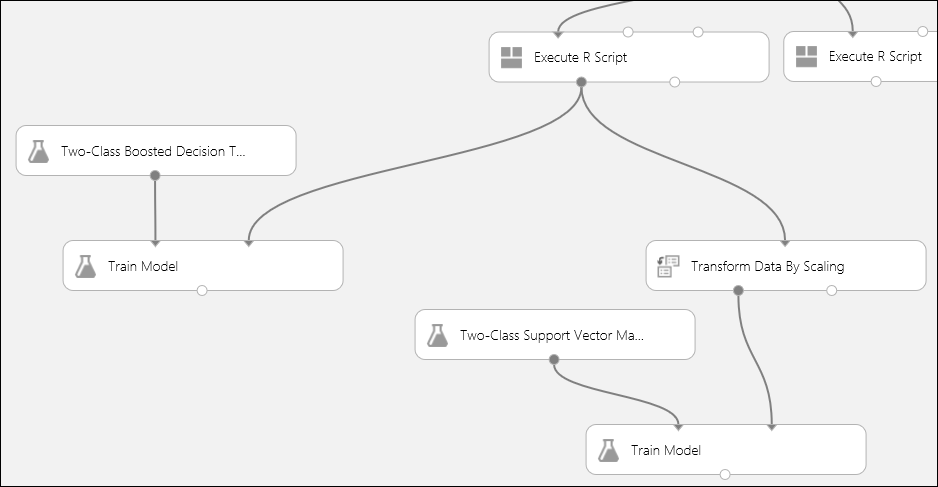 Execute R Script
Execute R Script
Two-Class Boosted Decision T...
Train Model
Transform Data By Scaling
Two-Class Support Vector Ma...
Train Model